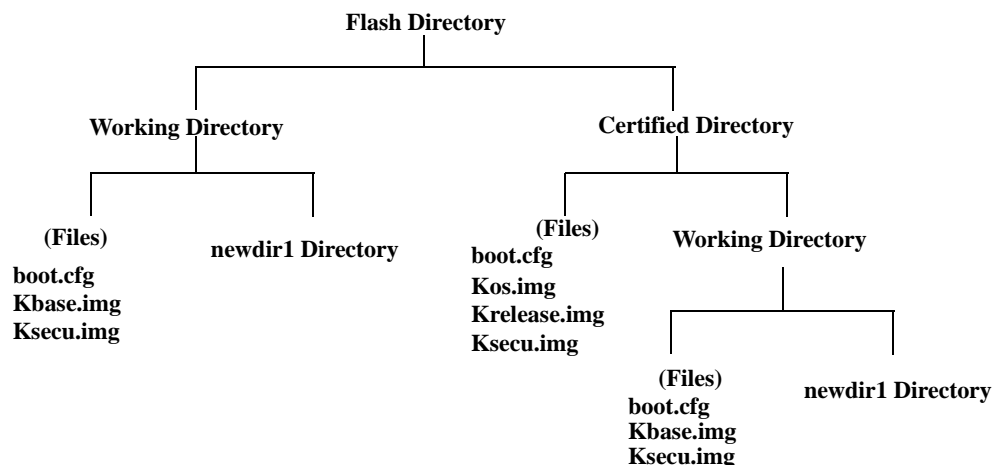 Flash Directory
Working Directory
Certified Directory
(Files)
boot.cfg
Kbase.img
Ksecu.img
newdir1 Directory
(Files)
boot.cfg
Kos.img
Krelease.img
Ksecu.img
Working Directory
(Files)
boot.cfg
Kbase.img
Ksecu.img
newdir1 Directory